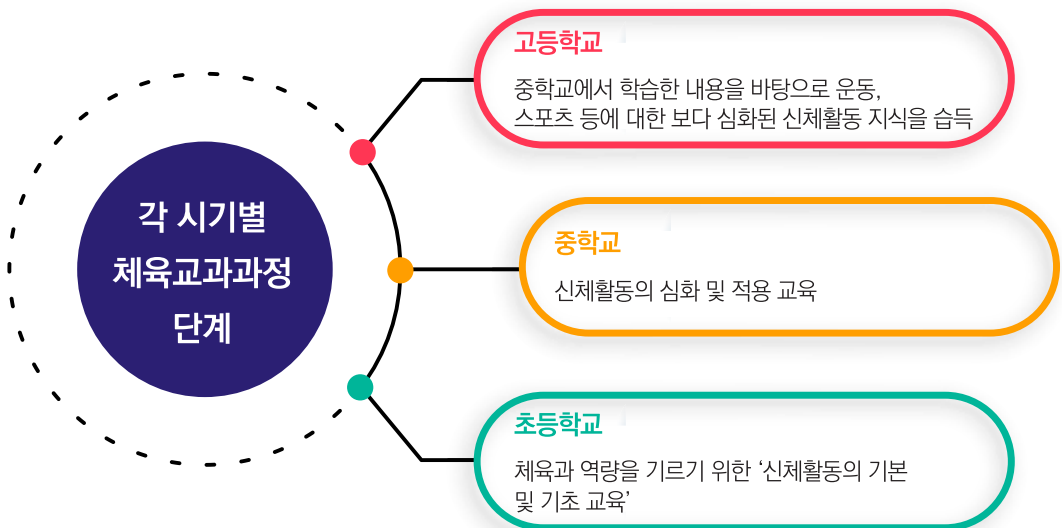 각 시기별
체육교과과정
단계
고등학교
중학교에서 학습한 내용을 바탕으로 운동,
스포츠 등에 대한 보다 심화된 신체활동 지식을 습득
중학교
신체활동의 심화 및 적용 교육
초등학교
체육과 역량을 기르기 위한 ‘신체활동의 기본
및 기초 교육’